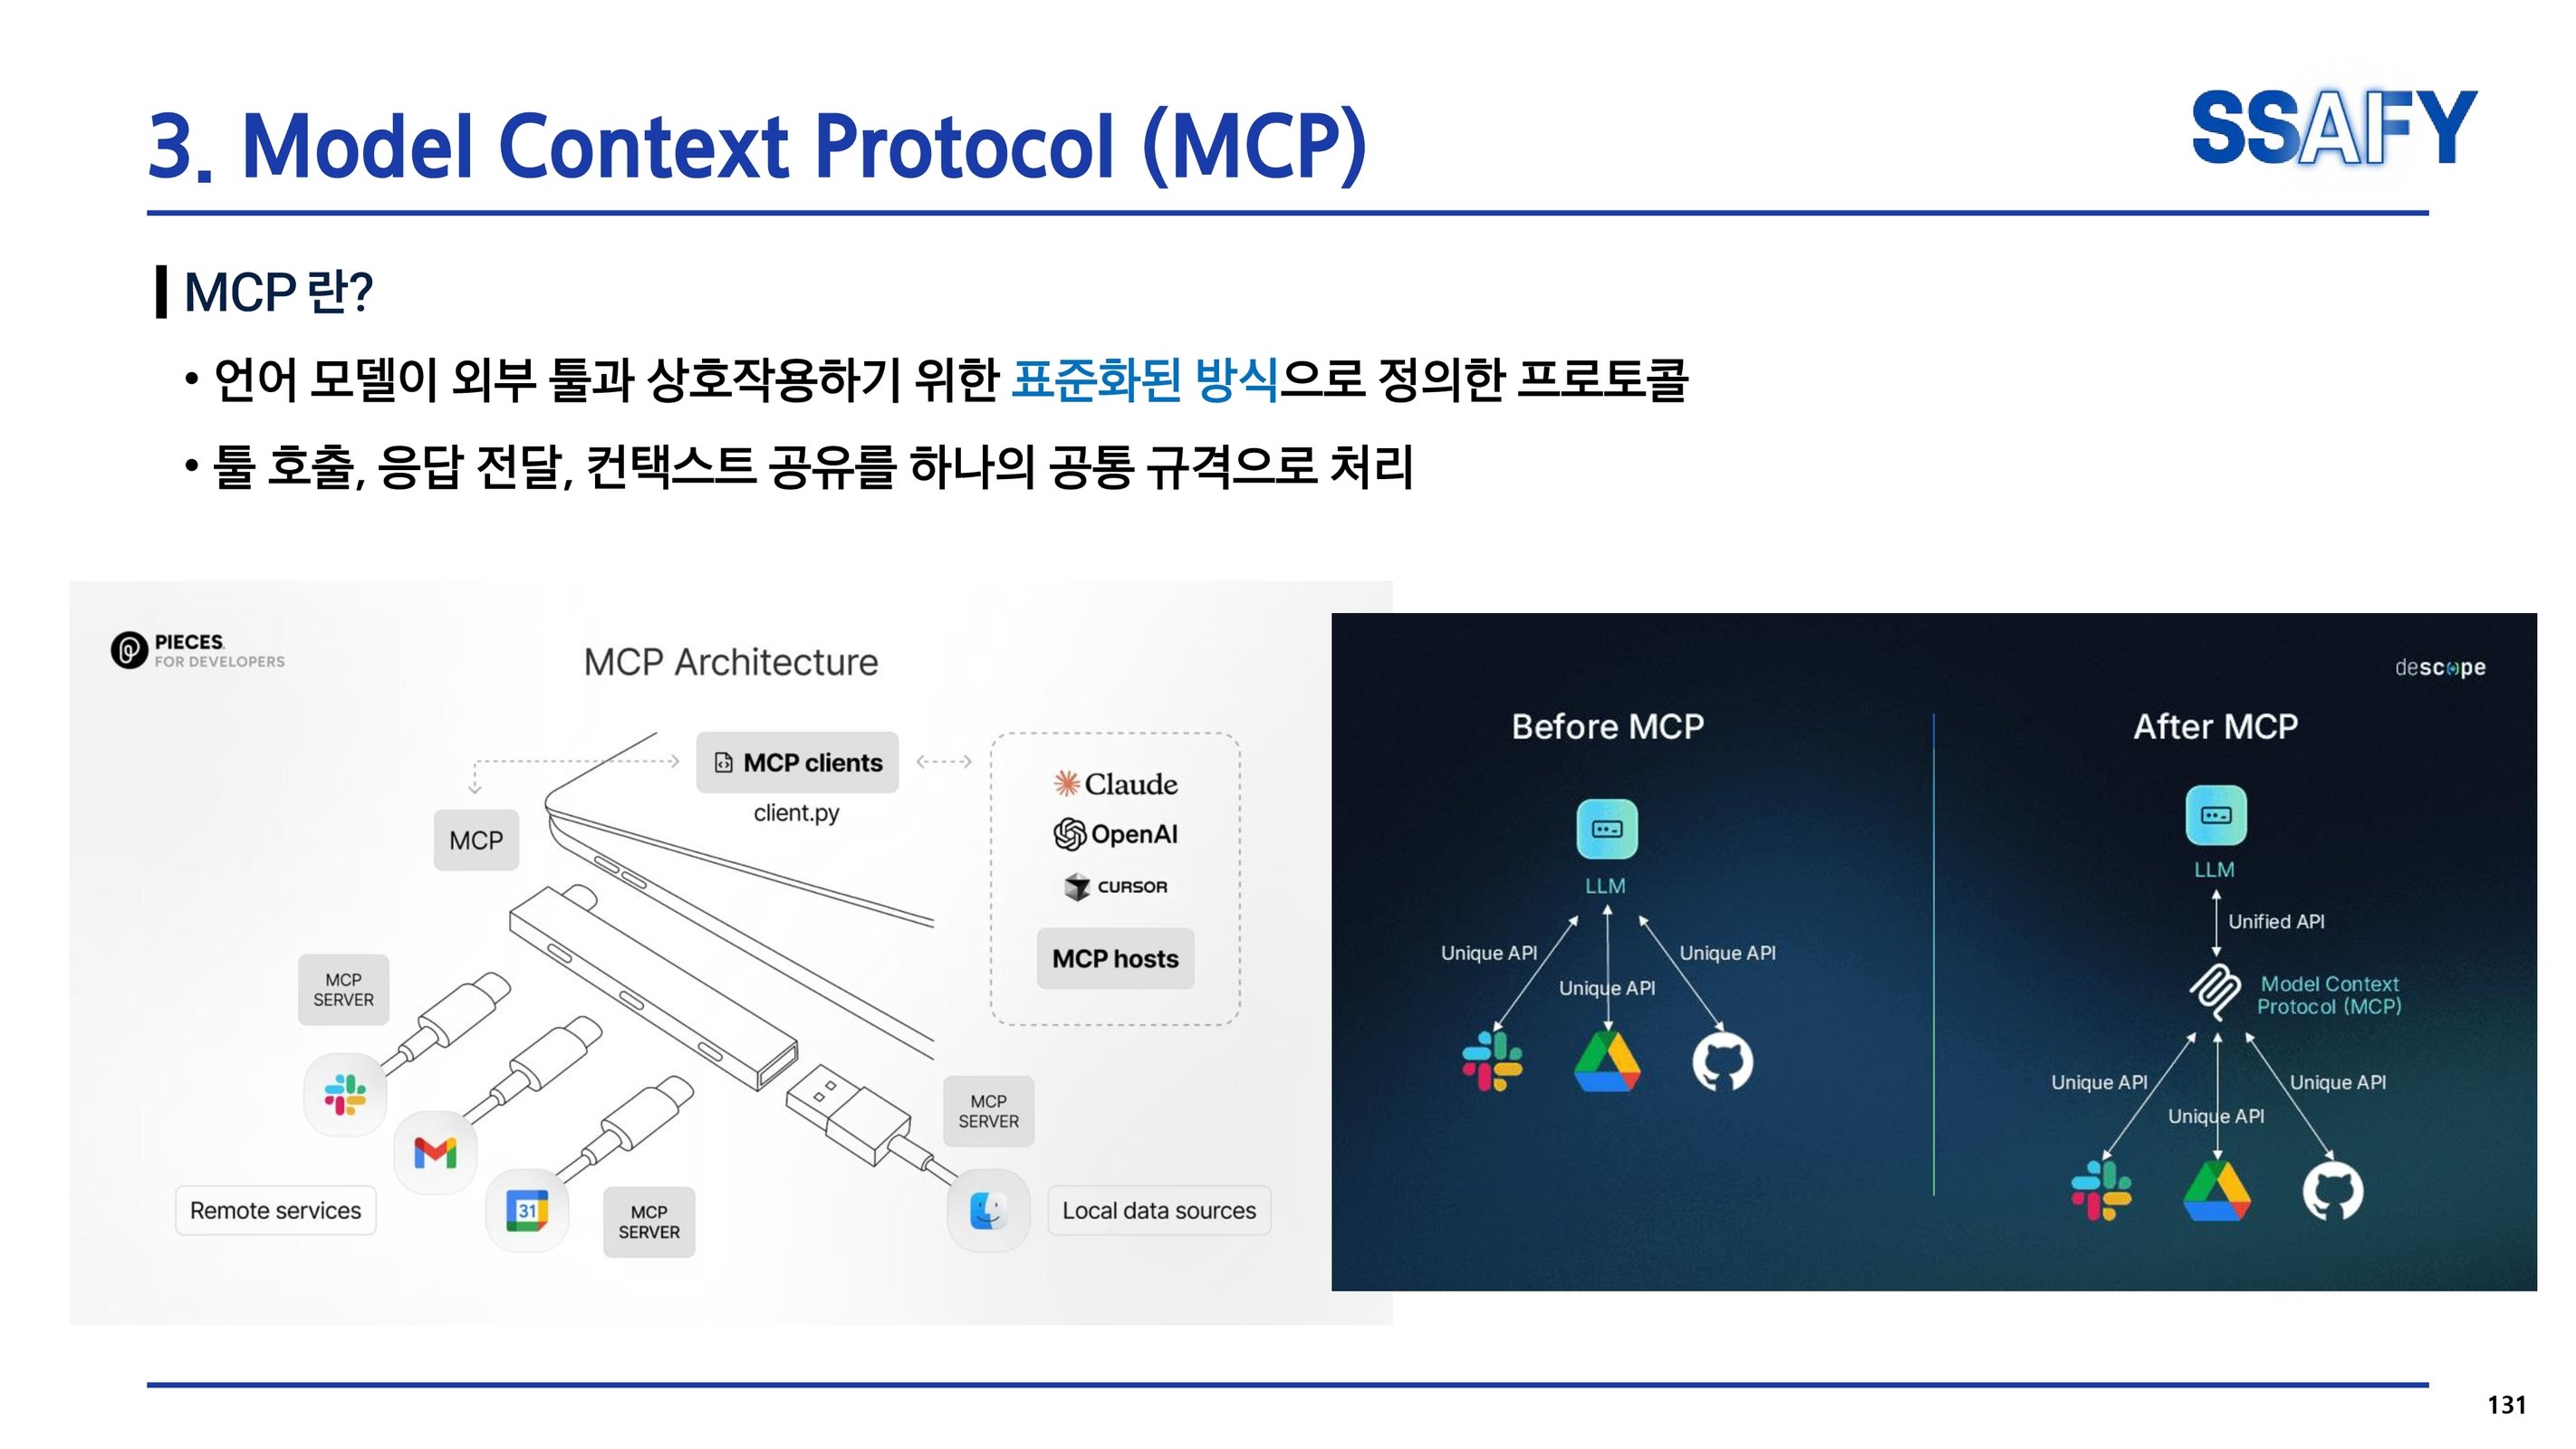 3. Model Context Protocol (MCP)
SSAFY
MCP란?
• 언어 모델이 외부 툴과 상호작용하기 위한 표준화된 방식으로 정의한 프로토콜
• 툴 호출, 응답 전달, 컨택스트 공유를 하나의 공통 규격으로 처리
PIECES
FOR DEVELOPERS
MCP Architecture
MCP clients
client.py
MCP
Claude
OpenAI
CURSOR
MCP hosts
MCP
SERVER
MCP
SERVER
MCP
SERVER
31
Remote services
Local data sources
descope
Before MCP
LLM
Unique API
Unique API
Unique API
After MCP
LLM
Unified API
Model Context
Protocol (MCP)
Unique API
Unique API
Unique API
131